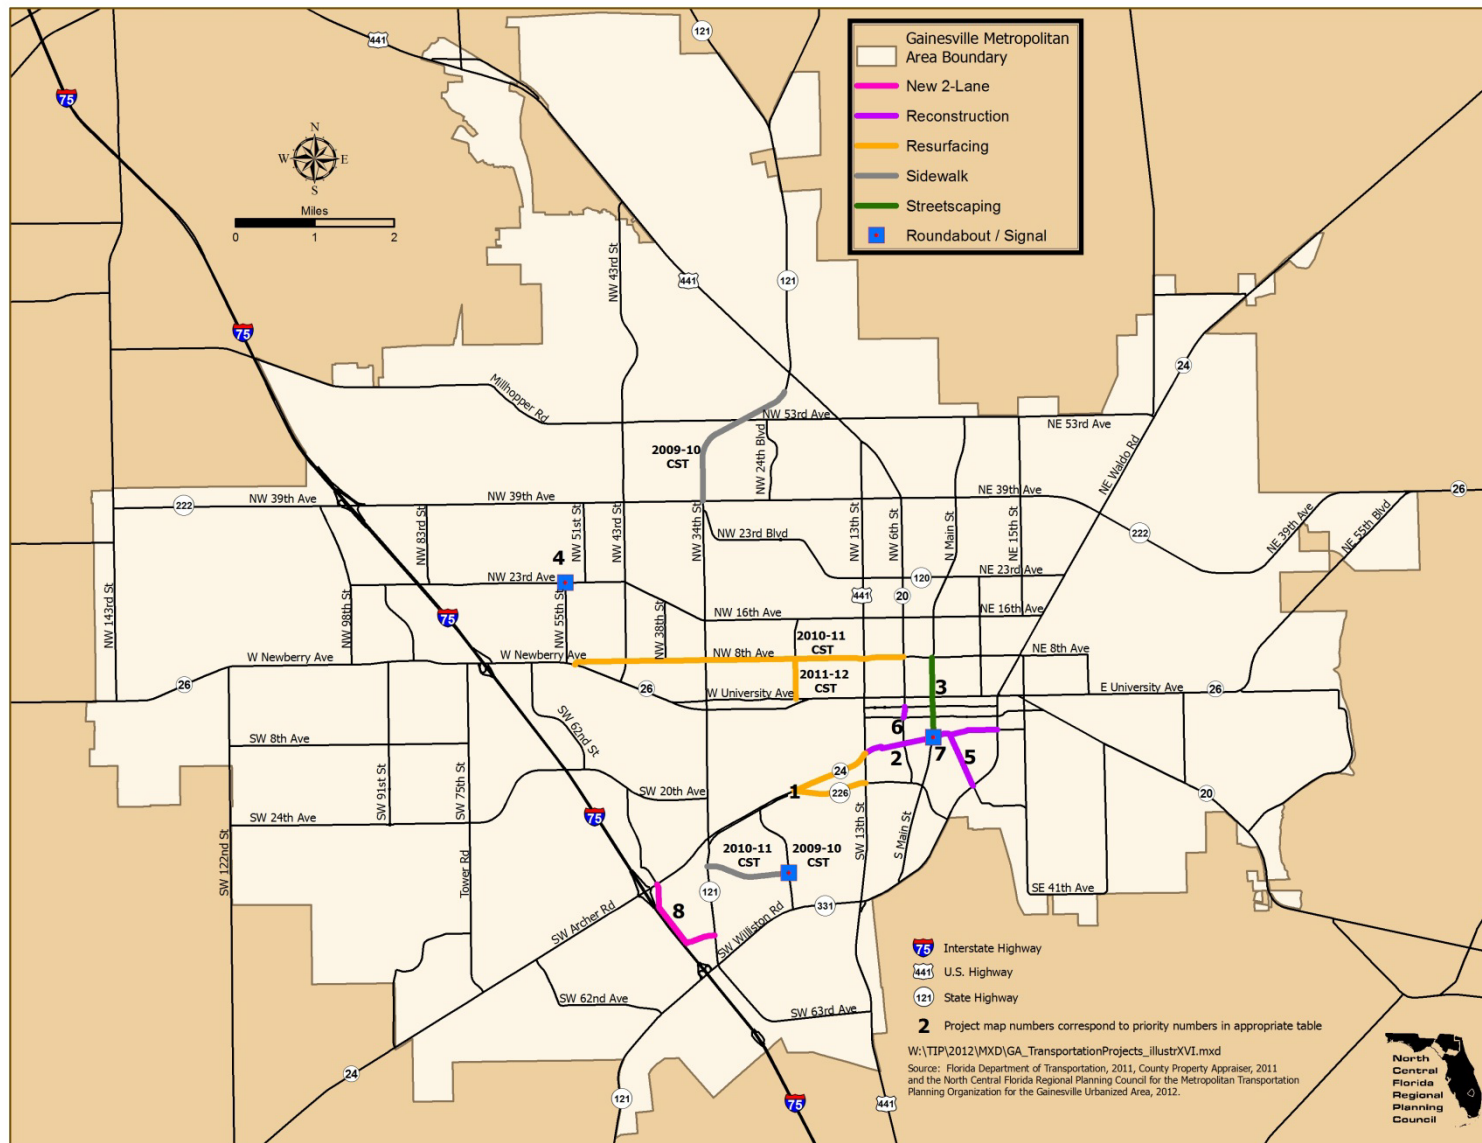 441
121
75
N
W
E
S
Miles
0
1
2
Gainesville Metropolitan
Area Boundary
New 2-Lane
Reconstruction
Resurfacing
Sidewalk
Streetscaping
Roundabout / Signal
NW 43rd St
441
121
75
24
Millhopper Rd
NW 53rd Ave
NE 53rd Ave
NW 24th Blvd
2009-10
CST
NE Waldo Rd
NW 39th Ave
NW 39th Ave
NE 39th Ave
222
26
NW 83rd St
NW 51st St
NW 43rd St
NW 34th St
NW 23rd Blvd
NW 13th St
NW 6th St
N Main St
NE 15th St
222
NE 39th Ave
NE 55th Blvd
4
NW 23rd Ave
120
NE 23rd Ave
NW 143rd St
NW 98th St
75
NW 55th St
NW 38th St
441
20
NW 16th Ave
NE 16th Ave
2010-11
CST
W Newberry Ave
W Newberry Ave
NW 8th Ave
NE 8th Ave
2011-12
CST
26
26
W University Ave
3
E University Ave
26
SW 62nd St
6
SW 8th Ave
2
7
5
24
SW 91st St
SW 75th St
1
226
SW 20th Ave
20
SW 24th Ave
75
SW 122nd St
Tower Rd
2010-11
CST
2009-10
CST
SW 13th St
S Main St
121
SE 41th Ave
8
331
SW Archer Rd
SW Williston Rd
SW 62nd Ave
SW 63rd Ave
24
121
75
441
75
Interstate Highway
441
U.S. Highway
121
State Highway
2
Project map numbers correspond to priority numbers in appropriate table
W:\TIP\2012\MXD\GA_TransportationProjects_illustrXVI.mxd
Source: Florida Department of Transportation, 2011, County Property Appraiser, 2011
and the North Central Florida Regional Planning Council for the Metropolitan Transportation
Planning Organization for the Gainesville Urbanized Area, 2012.
North
Central
Florida
Regional
Planning
Council